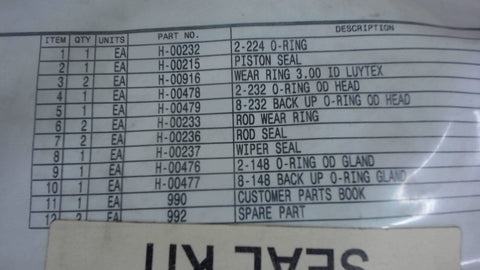 ITEM QTY UNITS PART NO. DESCRIPTION
1 1 EA H-00232 2-224 O-RING
2 1 EA H-00215 PISTON SEAL
3 2 EA H-00916 WEAR RING 3.00 ID LUYTEX
4 1 EA H-00478 2-232 O-RING OD HEAD
5 1 EA H-00479 8-232 BACK UP O-RING OD HEAD
6 2 EA H-00233 ROD WEAR RING
7 2 EA H-00236 ROD SEAL
8 1 EA H-00237 WIPER SEAL
9 1 EA H-00476 2-148 O-RING OD GLAND
10 1 EA H-00477 8-148 BACK UP O-RING OD GLAND
11 1 EA 990 CUSTOMER PARTS BOOK
12 2 EA 992 SPARE PART
SEAL KIT